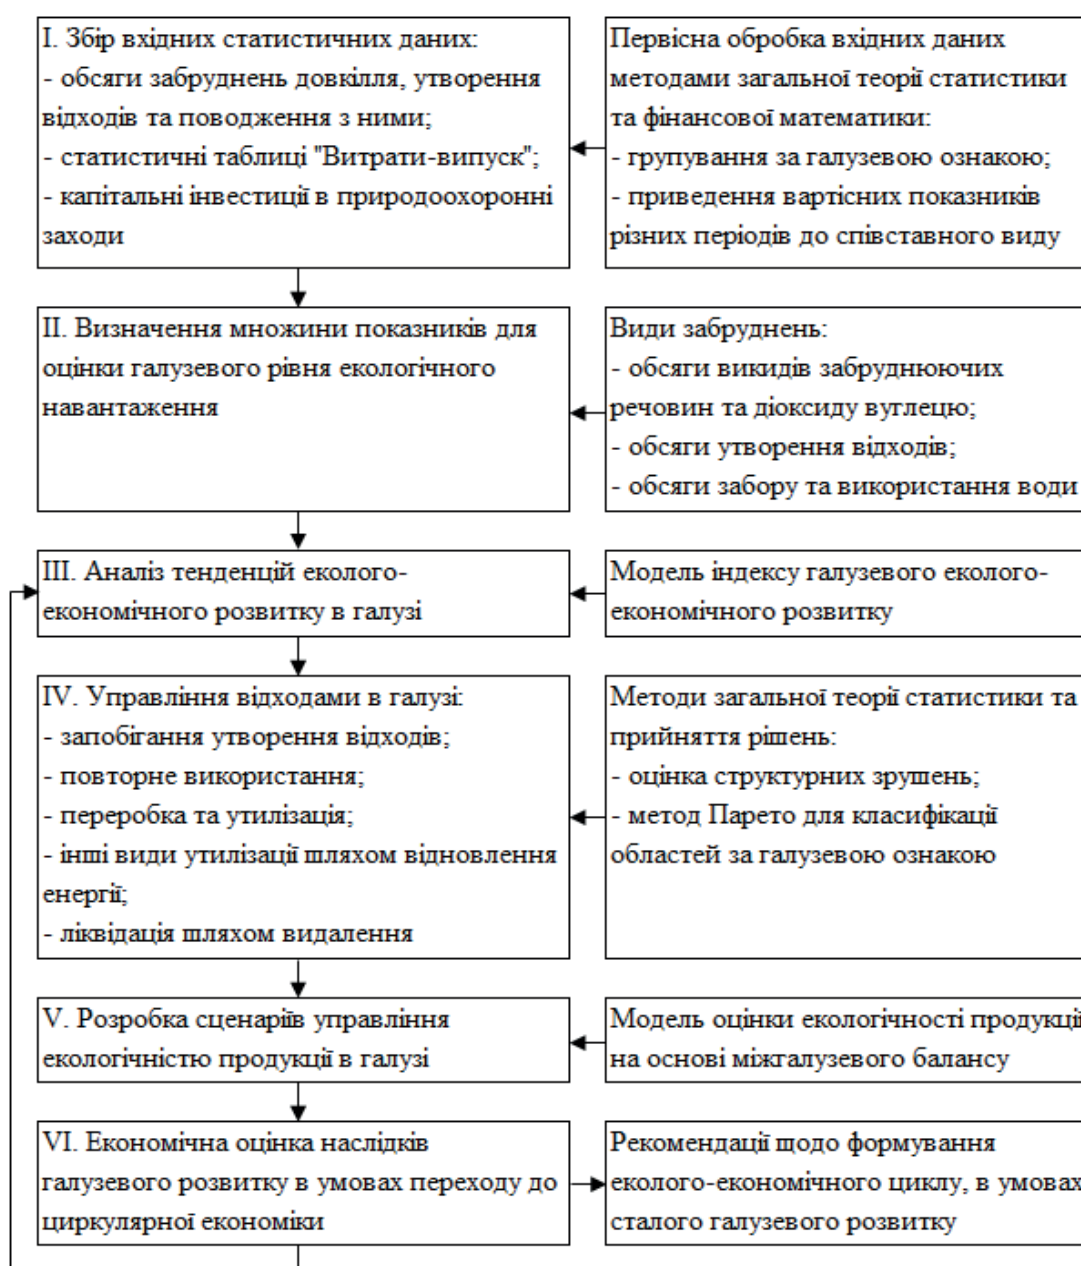 I. Збір вхідних статистичних даних:
- обсяги забруднень довкілля, утворення
відходів та поводження з ними;
- статистичні таблиці "Витрати-випуск";
- капітальні інвестиції в природоохоронні
заходи
Первісна обробка вхідних даних
методами загальної теорії статистики
та фінансової математики:
- групування за галузевою ознакою;
- приведення вартісних показників
різних періодів до співставного виду
II. Визначення множини показників для
оцінки галузевого рівня екологічного
навантаження
Види забруднень:
- обсяги викидів забруднюючих
речовин та діоксиду вуглецю;
- обсяги утворення відходів;
- обсяги забору та використання води
III. Аналіз тенденцій еколого-
економічного розвитку в галузі
Модель індексу галузевого еколого-
економічного розвитку
IV. Управління відходами в галузі:
- запобігання утворення відходів;
- повторне використання;
- переробка та утилізація;
- інші види утилізації шляхом відновлення
енергії;
- ліквідація шляхом видалення
Методи загальної теорії статистики та
прийняття рішень:
- оцінка структурних зрушень;
- метод Парето для класифікації
областей за галузевою ознакою
V. Розробка сценаріїв управління
екологічністю продукції в галузі
Модель оцінки екологічності продукції
на основі міжгалузевого балансу
VI. Економічна оцінка наслідків
галузевого розвитку в умовах переходу до
циркулярної економіки
Рекомендації щодо формування
еколого-економічного циклу, в умовах
сталого галузевого розвитку